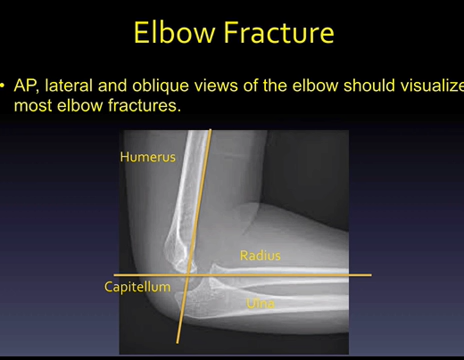 Elbow Fracture
• AP, lateral and oblique views of the elbow should visualize
most elbow fractures.
Humerus
Radius
Capitellum
Ulna